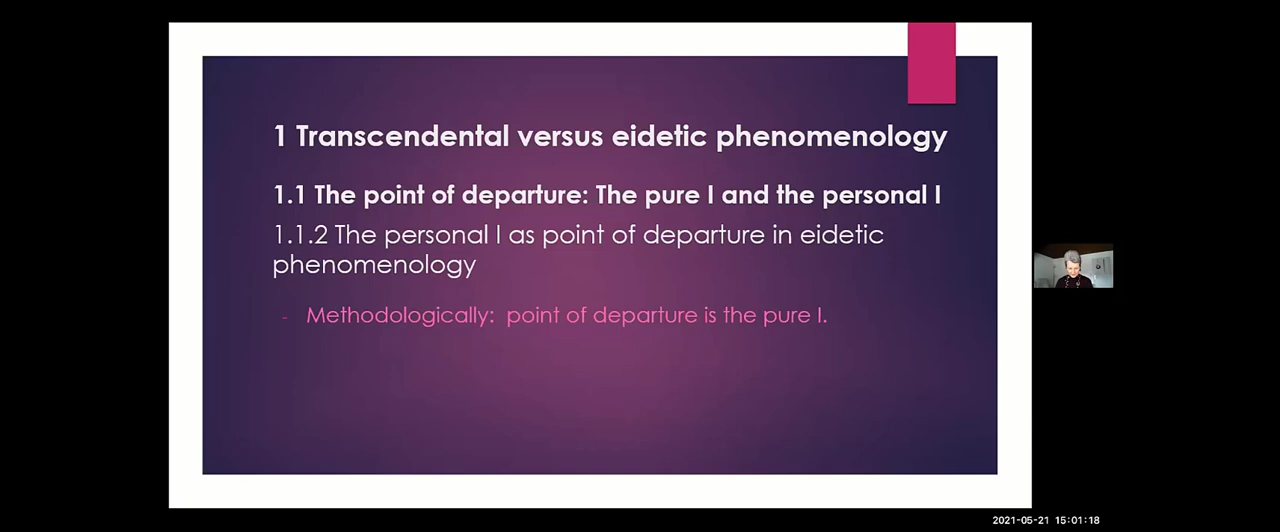 1 Transcendental versus eidetic phenomenology
1.1 The point of departure: The pure I and the personal I
1.1.2 The personal I as point of departure in eidetic
phenomenology
- Methodologically: point of departure is the pure I.
2021-05-21 15:01:18